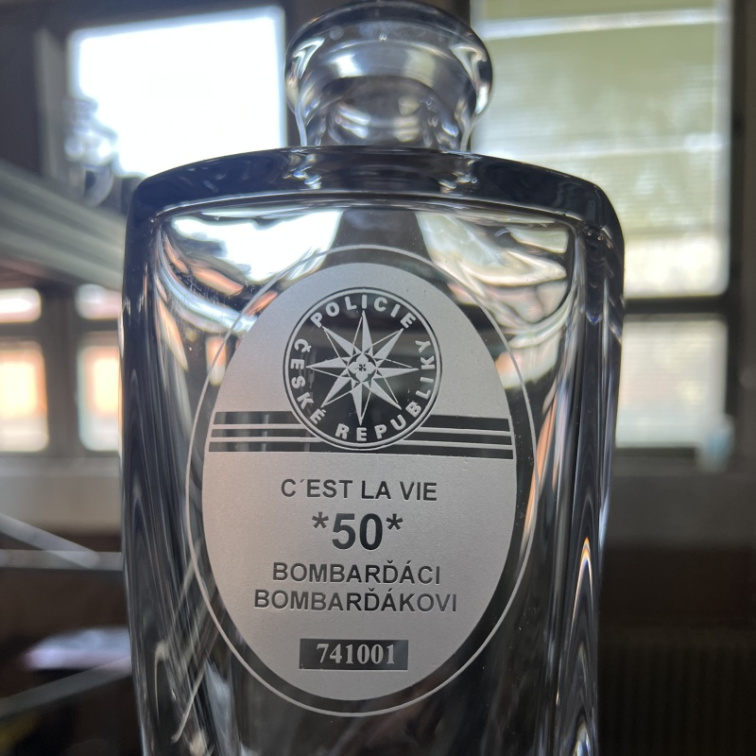 POLICIE
ČESKÉ REPUBLIKY
C´EST LA VIE
*50*
BOMBARĎÁCI
BOMBARĎÁKOVI
741001